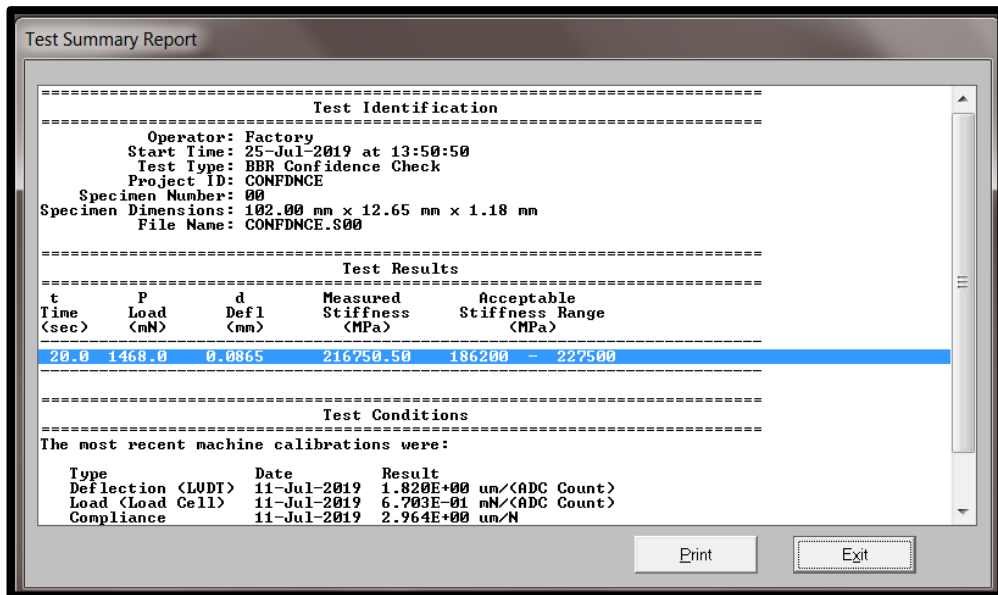 Test Summary Report
=========================================================================
Test Identification
=========================================================================
Operator: Factory
Start Time: 25-Jul-2019 at 13:50:50
Test Type: BBR Confidence Check
Project ID: CONFDNCE
Specimen Number: 00
Specimen Dimensions: 102.00 mm x 12.65 mm x 1.18 mm
File Name: CONFDNCE.S00
=========================================================================
Test Results
=========================================================================
t P d Measured Acceptable
Time Load Defl Stiffness Stiffness Range
(sec) (mN) (mm) (MPa) (MPa)
-------------------------------------------------------------------------
20.0 1468.0 0.0865 216750.50 186200 - 227500
-------------------------------------------------------------------------
=========================================================================
Test Conditions
=========================================================================
The most recent machine calibrations were:
Type Date Result
Deflection (LVDT) 11-Jul-2019 1.820E+00 um/(ADC Count)
Load (Load Cell) 11-Jul-2019 6.703E-01 mN/(ADC Count)
Compliance 11-Jul-2019 2.964E+00 um/N
Print Exit